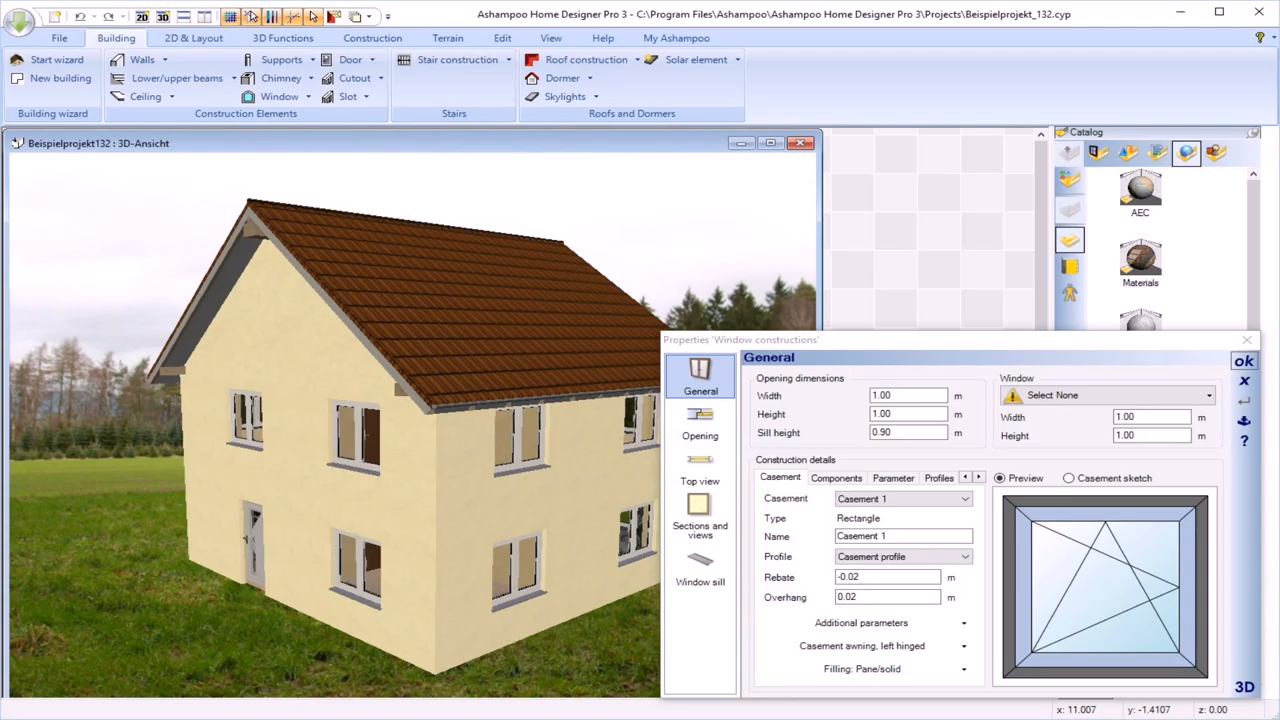 2D 3D
Ashampoo Home Designer Pro 3 - C:\Program Files\Ashampoo\Ashampoo Home Designer Pro 3\Projects\Beispielprojekt_132.cyp
File Building 2D & Layout 3D Functions Construction Terrain Edit View Help My Ashampoo ?
Start wizard Walls Supports Door Stair construction Roof construction Solar element
New building Lower/upper beams Chimney Cutout Dormer
Ceiling Window Slot Skylights
Building wizard Construction Elements Stairs Roofs and Dormers
Beispielprojekt132 : 3D-Ansicht
Catalog
AEC
Materials
Properties 'Window constructions'
General
Opening
Top view
Sections and
views
Window sill
General
Opening dimensions
Width 1.00 m
Height 1.00 m
Sill height 0.90 m
Window
Select None
Width 1.00 m
Height 1.00 m
Construction details
Casement Components Parameter Profiles
Casement Casement 1
Type Rectangle
Name Casement 1
Profile Casement profile
Rebate -0.02 m
Overhang 0.02 m
Additional parameters
Casement awning, left hinged
Filling: Pane/solid
Preview Casement sketch
ok
?
3D
x: 11.007 y: -1.4107 z: 0.00